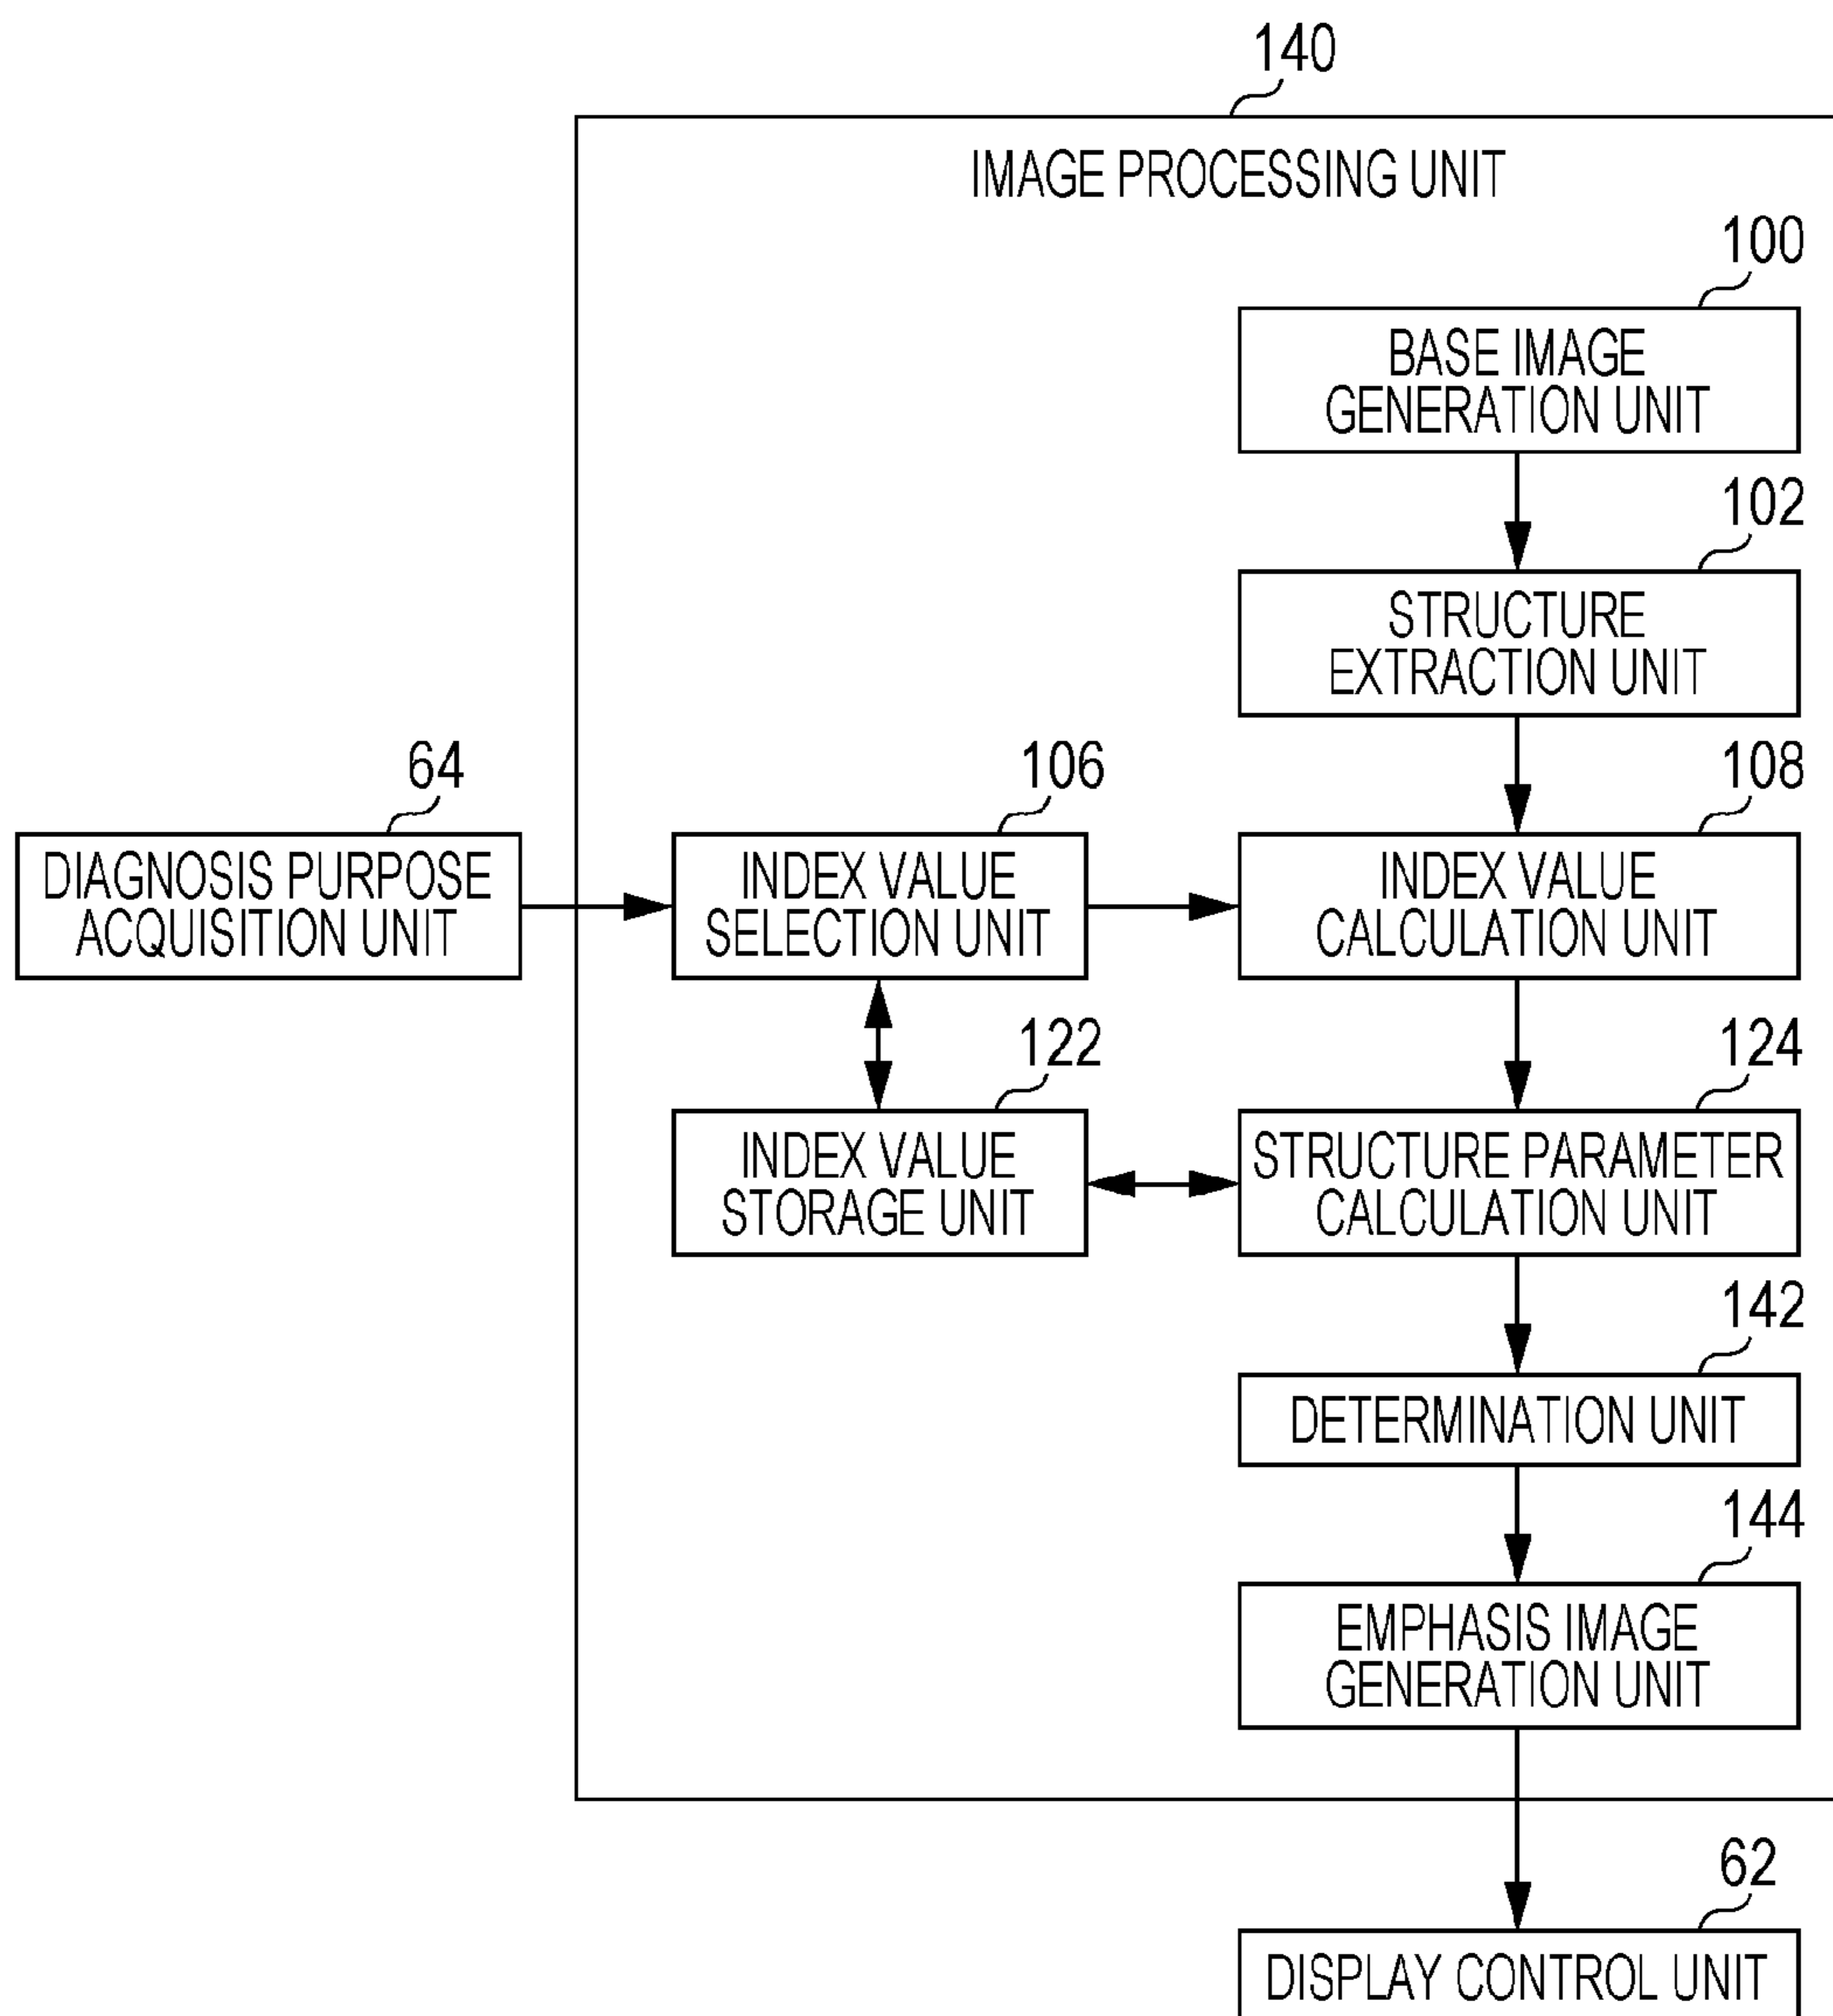 140
IMAGE PROCESSING UNIT
100
BASE IMAGE
GENERATION UNIT
102
STRUCTURE
EXTRACTION UNIT
64
DIAGNOSIS PURPOSE
ACQUISITION UNIT
106
INDEX VALUE
SELECTION UNIT
108
INDEX VALUE
CALCULATION UNIT
122
INDEX VALUE
STORAGE UNIT
124
STRUCTURE PARAMETER
CALCULATION UNIT
142
DETERMINATION UNIT
144
EMPHASIS IMAGE
GENERATION UNIT
62
DISPLAY CONTROL UNIT